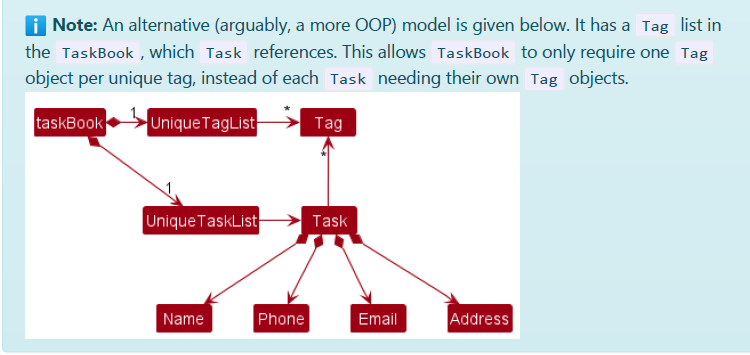 i Note: An alternative (arguably, a more OOP) model is given below. It has a Tag list in
the TaskBook , which Task references. This allows TaskBook to only require one Tag
object per unique tag, instead of each Task needing their own Tag objects.
taskBook 1 UniqueTagList * Tag
*
1
UniqueTaskList Task
Name Phone Email Address